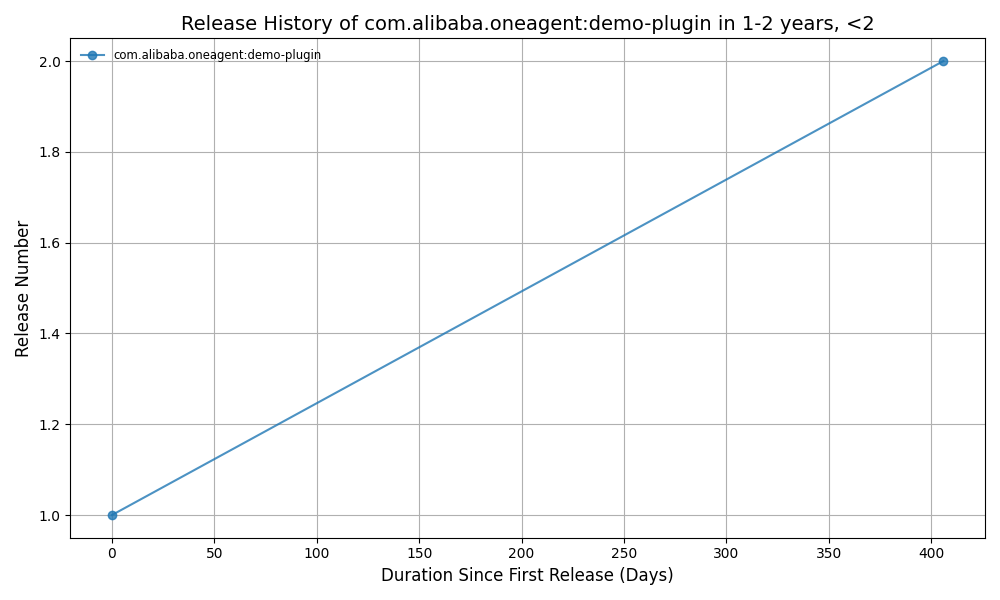 Release History of com.alibaba.oneagent:demo-plugin in 1-2 years, <2
com.alibaba.oneagent:demo-plugin
Release Number
2.0
1.8
1.6
1.4
1.2
1.0
0 50 100 150 200 250 300 350 400
Duration Since First Release (Days)